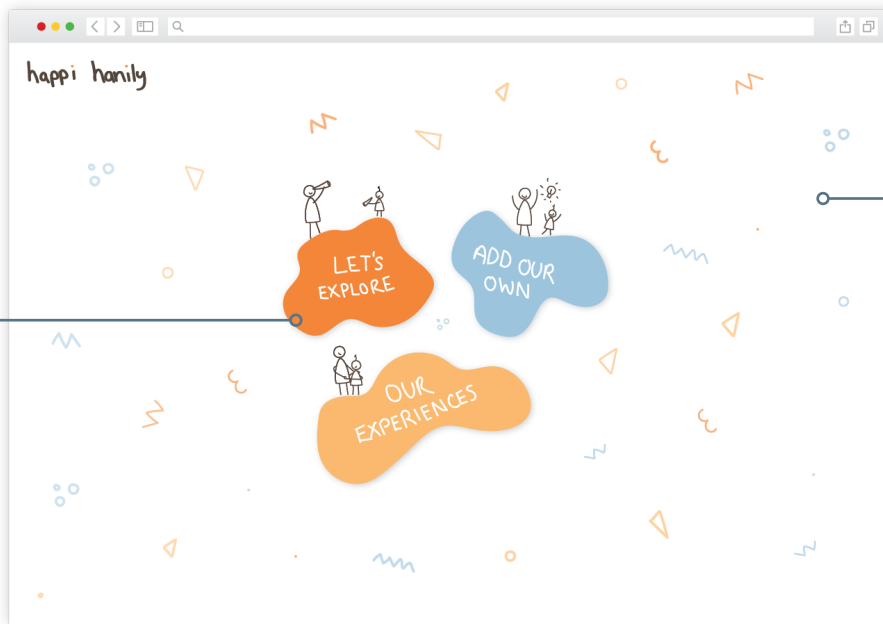 happi hanily
LET'S
EXPLORE
ADD OUR
OWN
OUR
EXPERIENCES